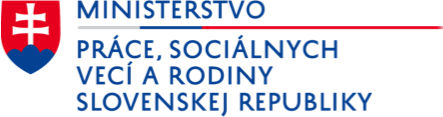 MINISTERSTVO
PRÁCE, SOCIÁLNYCH
VECÍ A RODINY
SLOVENSKEJ REPUBLIKY